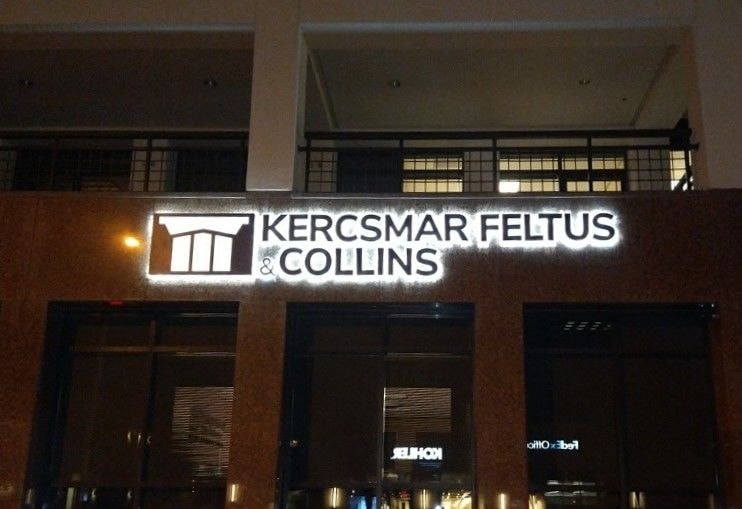 KERCSMAR FELTUS
& COLLINS
KOHLER
FedEx Office